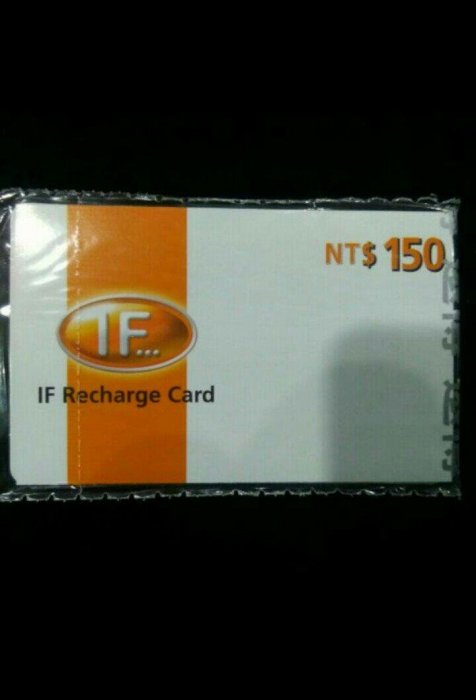 NT$ 150
IF...
IF Recharge Card